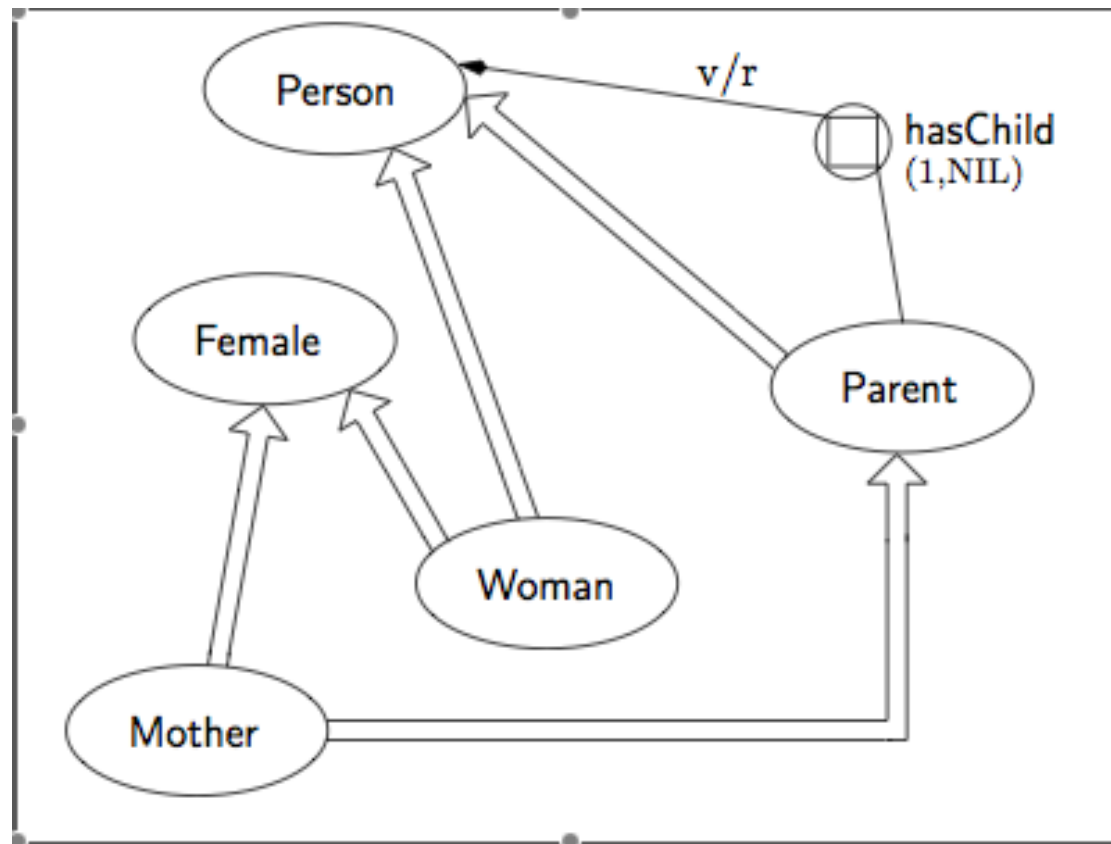 Person
v/r
hasChild
(1,NIL)
Female
Parent
Woman
Mother